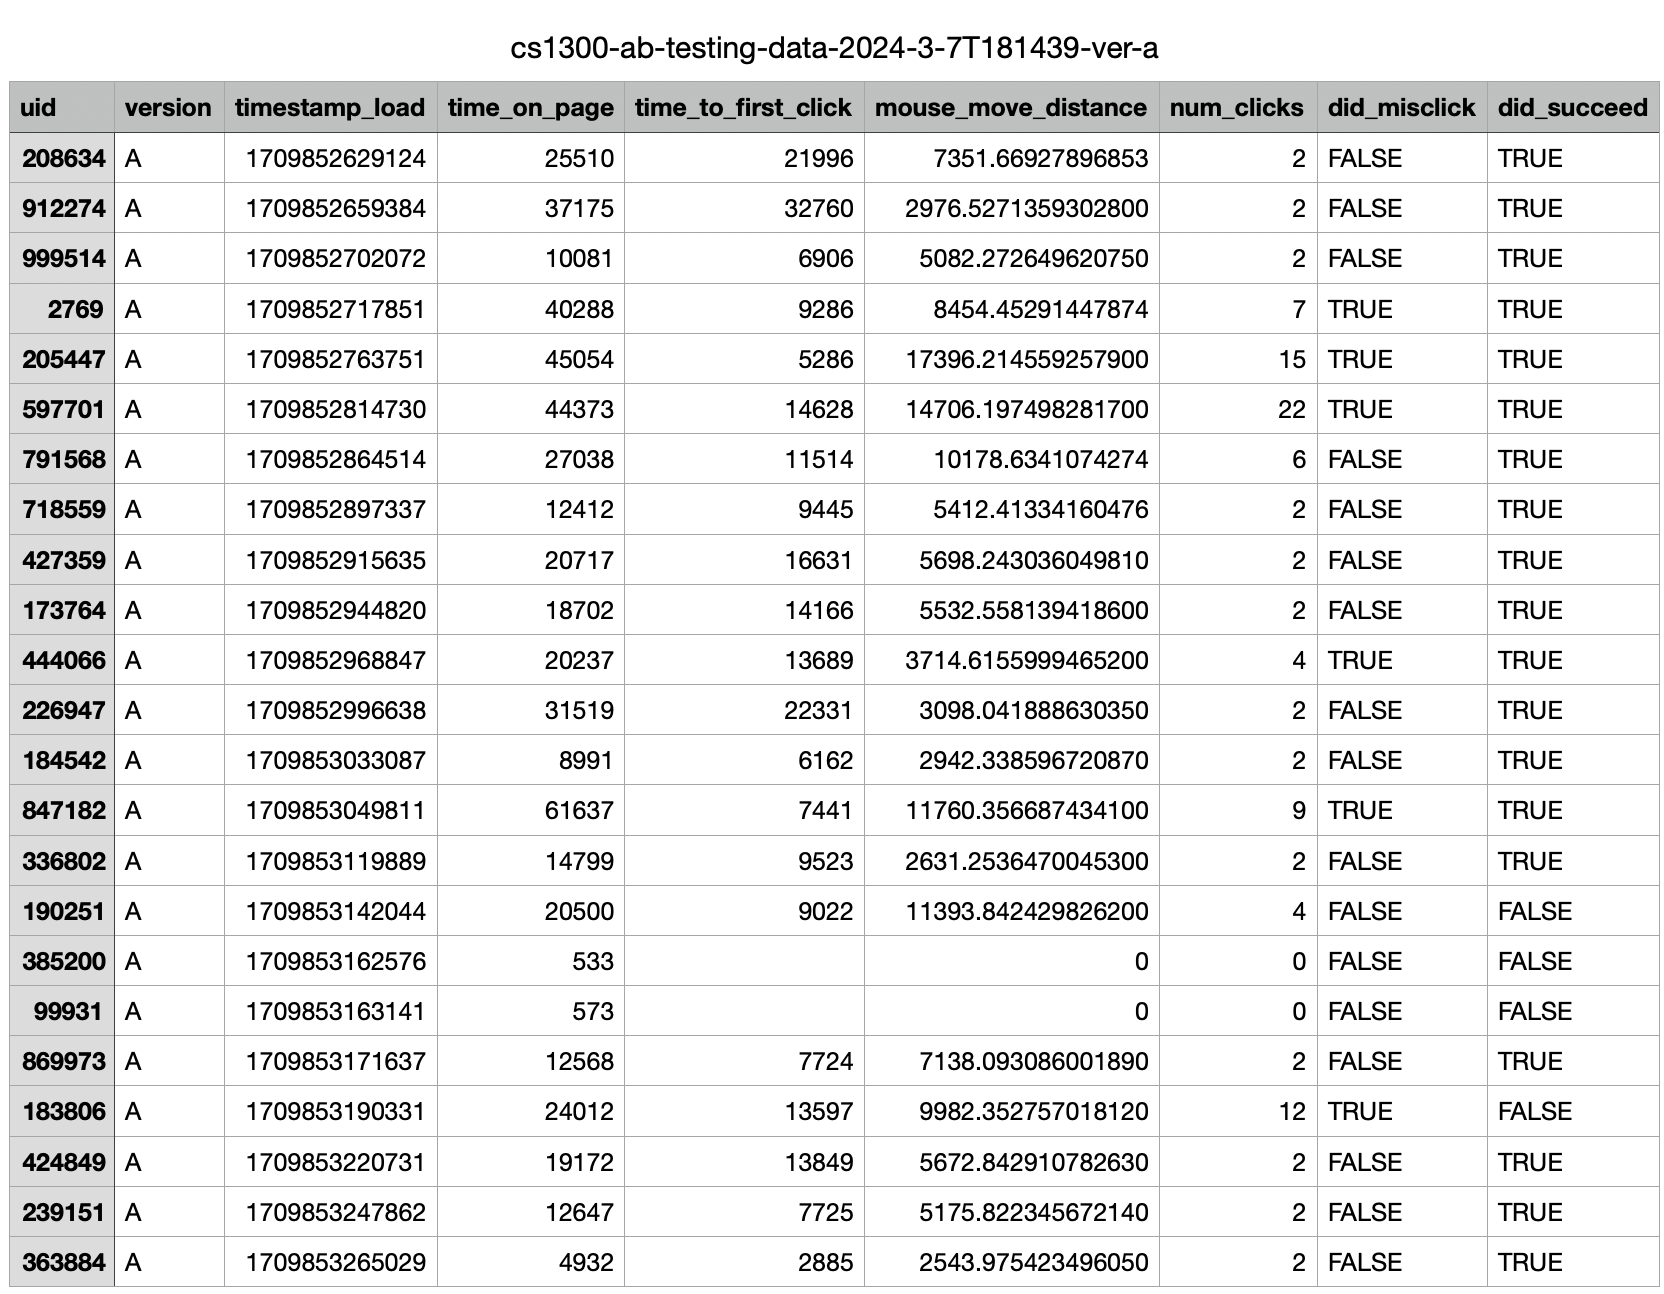 cs1300-ab-testing-data-2024-3-7T181439-ver-a
uid version timestamp_load time_on_page time_to_first_click mouse_move_distance num_clicks did_misclick did_succeed
208634 A 1709852629124 25510 21996 7351.66927896853 2 FALSE TRUE
912274 A 1709852659384 37175 32760 2976.5271359302800 2 FALSE TRUE
999514 A 1709852702072 10081 6906 5082.272649620750 2 FALSE TRUE
2769 A 1709852717851 40288 9286 8454.45291447874 7 TRUE TRUE
205447 A 1709852763751 45054 5286 17396.214559257900 15 TRUE TRUE
597701 A 1709852814730 44373 14628 14706.197498281700 22 TRUE TRUE
791568 A 1709852864514 27038 11514 10178.6341074274 6 FALSE TRUE
718559 A 1709852897337 12412 9445 5412.41334160476 2 FALSE TRUE
427359 A 1709852915635 20717 16631 5698.243036049810 2 FALSE TRUE
173764 A 1709852944820 18702 14166 5532.558139418600 2 FALSE TRUE
444066 A 1709852968847 20237 13689 3714.6155999465200 4 TRUE TRUE
226947 A 1709852996638 31519 22331 3098.041888630350 2 FALSE TRUE
184542 A 1709853033087 8991 6162 2942.338596720870 2 FALSE TRUE
847182 A 1709853049811 61637 7441 11760.356687434100 9 TRUE TRUE
336802 A 1709853119889 14799 9523 2631.2536470045300 2 FALSE TRUE
190251 A 1709853142044 20500 9022 11393.842429826200 4 FALSE FALSE
385200 A 1709853162576 533 0 0 FALSE FALSE
99931 A 1709853163141 573 0 0 FALSE FALSE
869973 A 1709853171637 12568 7724 7138.093086001890 2 FALSE TRUE
183806 A 1709853190331 24012 13597 9982.352757018120 12 TRUE FALSE
424849 A 1709853220731 19172 13849 5672.842910782630 2 FALSE TRUE
239151 A 1709853247862 12647 7725 5175.822345672140 2 FALSE TRUE
363884 A 1709853265029 4932 2885 2543.975423496050 2 FALSE TRUE